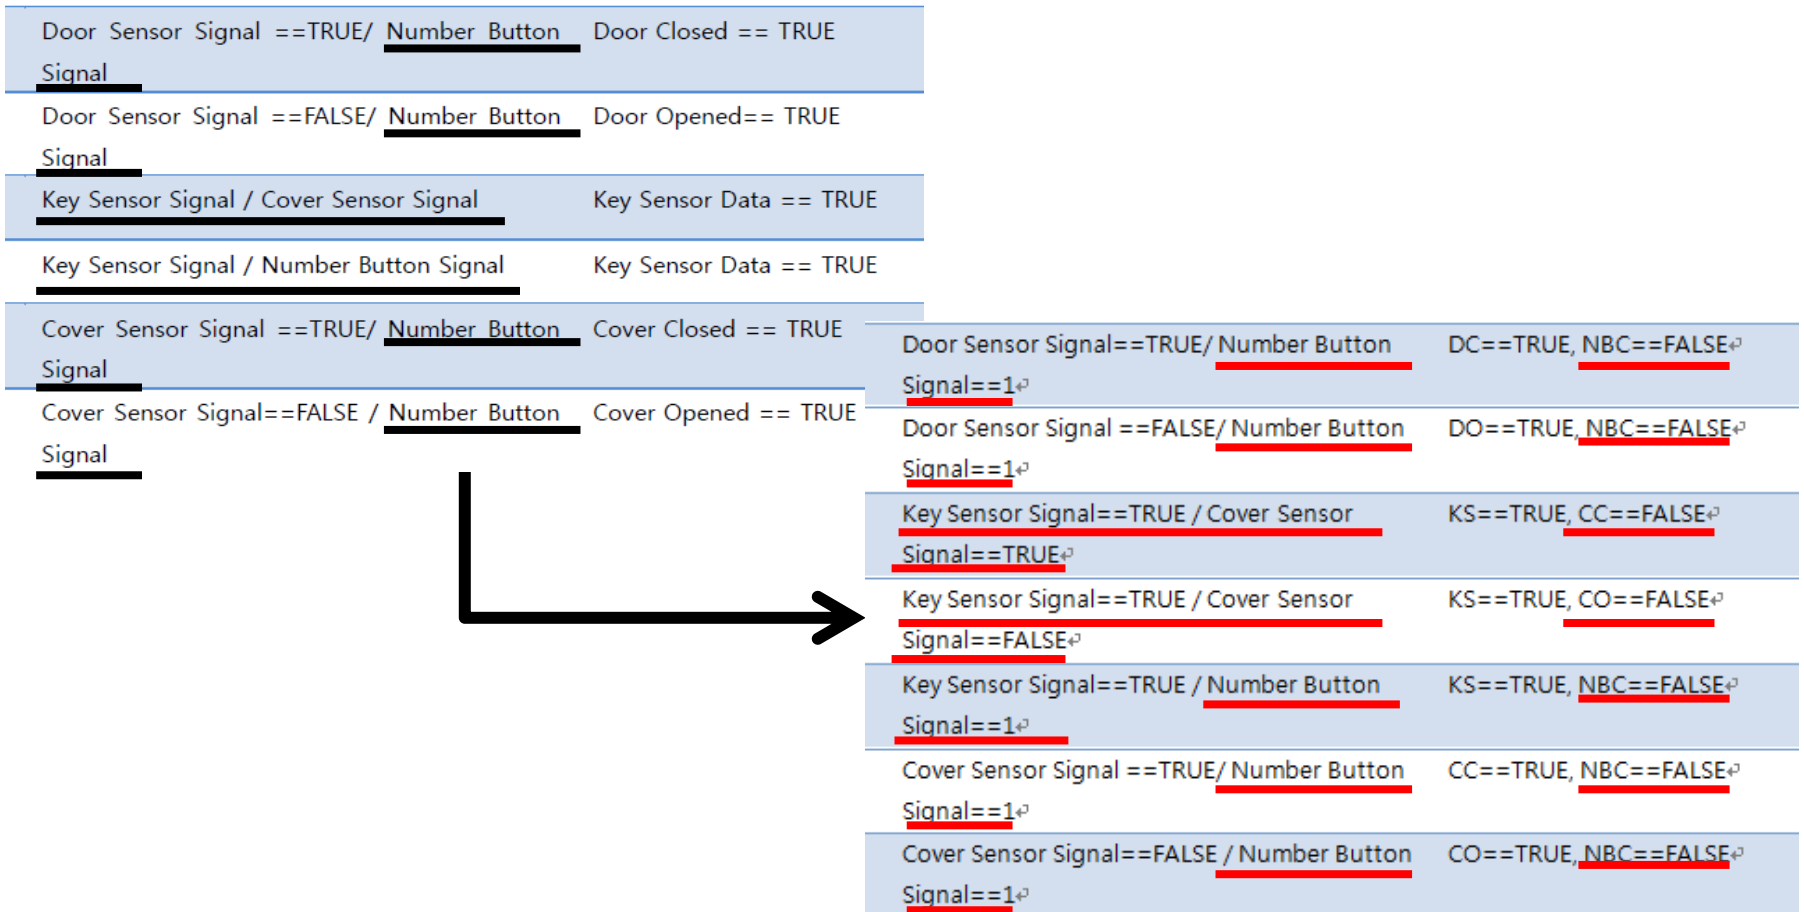 Door Sensor Signal ==TRUE/ Number Button Door Closed == TRUE
Signal
Door Sensor Signal ==FALSE/ Number Button Door Opened== TRUE
Signal
Key Sensor Signal / Cover Sensor Signal Key Sensor Data == TRUE
Key Sensor Signal / Number Button Signal Key Sensor Data == TRUE
Cover Sensor Signal ==TRUE/ Number Button Cover Closed == TRUE
Signal
Cover Sensor Signal==FALSE / Number Button Cover Opened == TRUE
Signal
Door Sensor Signal==TRUE/ Number Button DC==TRUE, NBC==FALSE↵
Signal==1↵
Door Sensor Signal ==FALSE/ Number Button DO==TRUE, NBC==FALSE↵
Signal==1↵
Key Sensor Signal==TRUE / Cover Sensor KS==TRUE, CC==FALSE↵
Signal==TRUE↵
Key Sensor Signal==TRUE / Cover Sensor KS==TRUE, CO==FALSE↵
Signal==FALSE↵
Key Sensor Signal==TRUE / Number Button KS==TRUE, NBC==FALSE↵
Signal==1↵
Cover Sensor Signal ==TRUE/ Number Button CC==TRUE, NBC==FALSE↵
Signal==1↵
Cover Sensor Signal==FALSE / Number Button CO==TRUE, NBC==FALSE↵
Signal==1↵